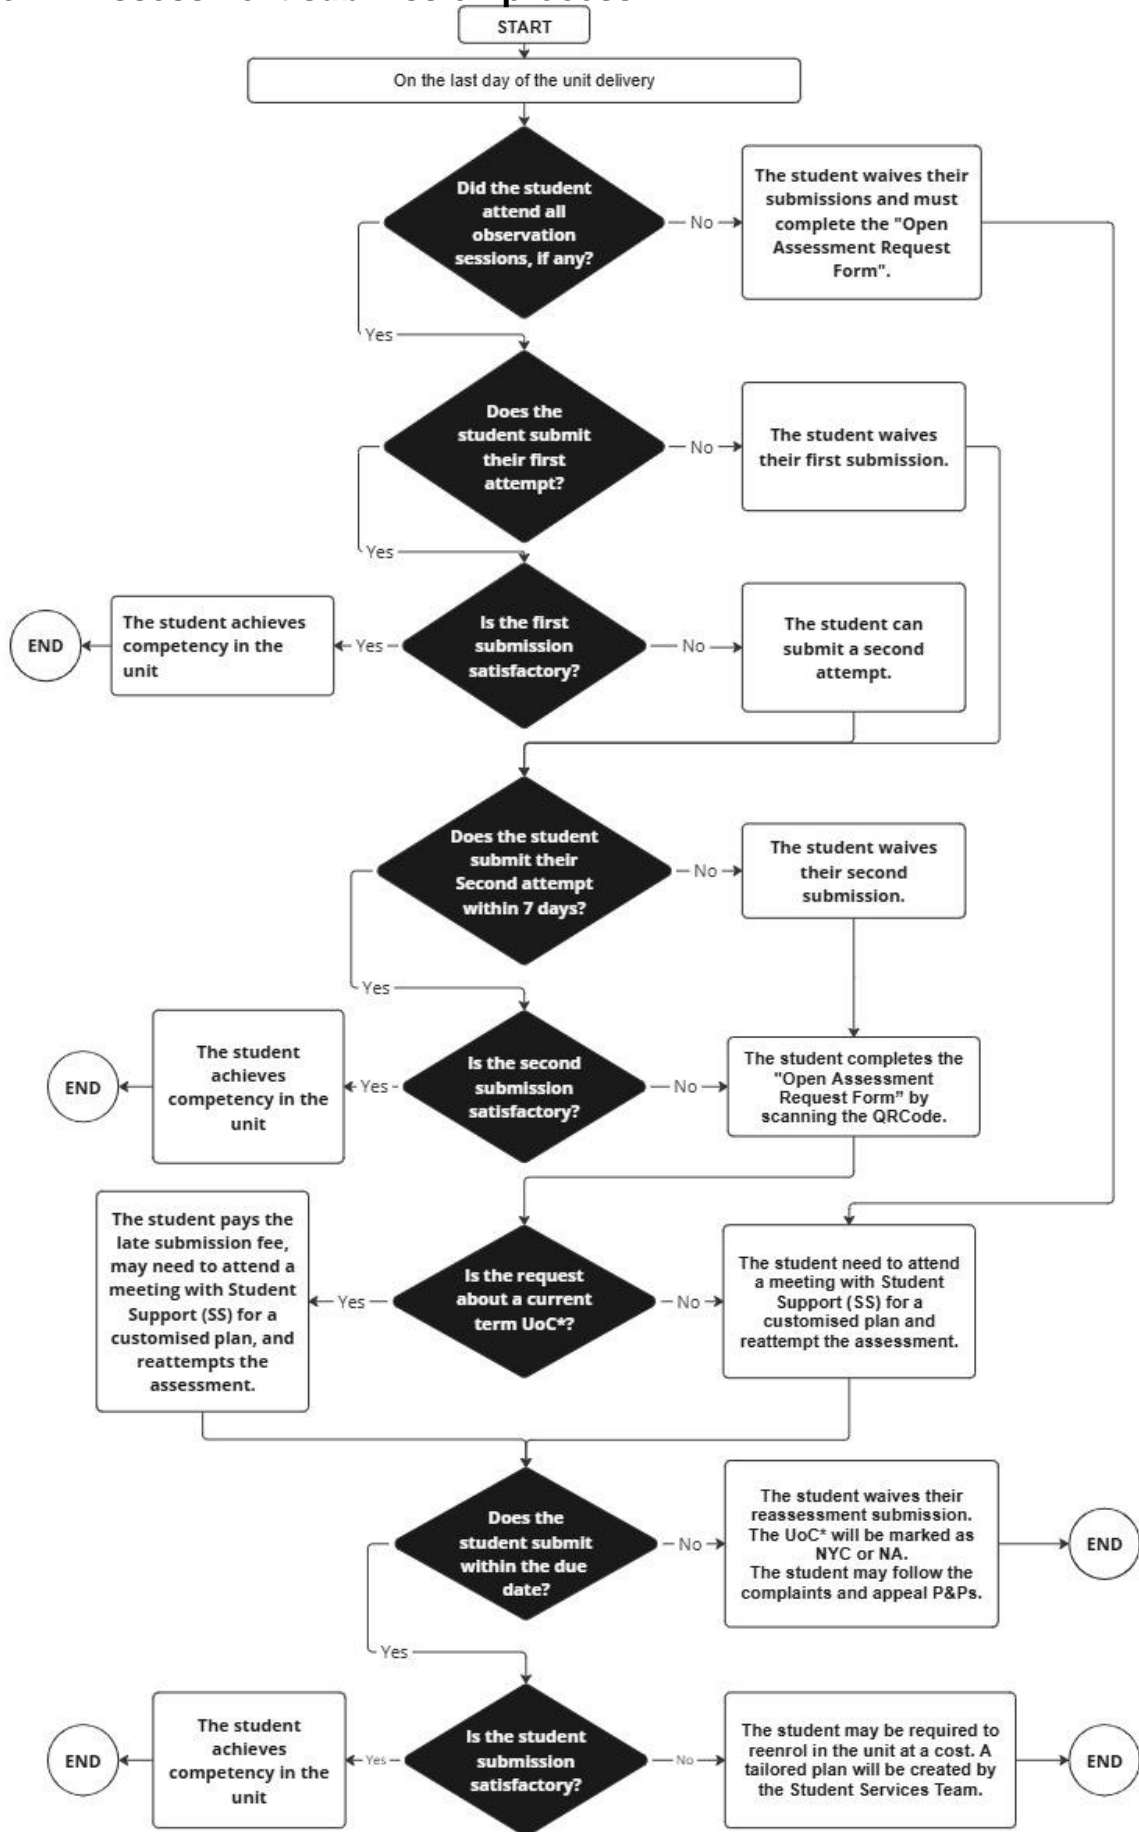 START
On the last day of the unit delivery
Did the student
attend all
observation
sessions, if any?
No
The student waives their
submissions and must
complete the "Open
Assessment Request
Form".
Yes
Does the
student submit
their first
attempt?
No
The student waives
their first submission.
Yes
Is the first
submission
satisfactory?
Yes
The student achieves
competency in the
unit
END
No
The student can
submit a second
attempt.
Does the student
submit their
Second attempt
within 7 days?
No
The student waives
their second
submission.
Yes
Is the second
submission
satisfactory?
Yes
The student
achieves
competency in the
unit
END
No
The student completes the
"Open Assessment
Request Form” by
scanning the QRCode.
Is the request
about a current
term UoC*?
Yes
The student pays the
late submission fee,
may need to attend a
meeting with Student
Support (SS) for a
customised plan, and
reattempts the
assessment.
No
The student need to attend
a meeting with Student
Support (SS) for a
customised plan and
reattempt the assessment.
Does the
student submit
within the due
date?
No
The student waives their
reassessment submission.
The UoC* will be marked as
NYC or NA.
The student may follow the
complaints and appeal P&Ps.
END
Yes
Is the student
submission
satisfactory?
Yes
The student
achieves
competency in the
unit
END
No
The student may be required to
reenrol in the unit at a cost. A
tailored plan will be created by
the Student Services Team.
END